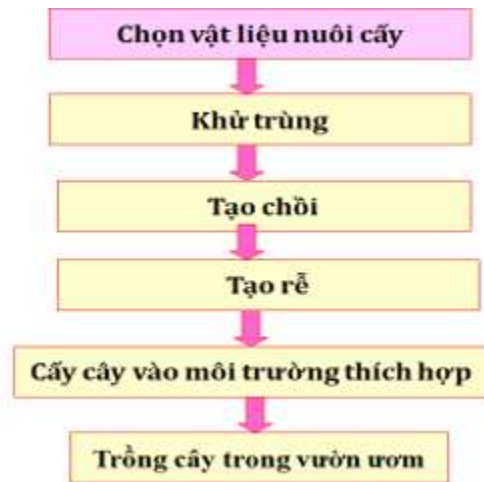 Chọn vật liệu nuôi cấy
Khử trùng
Tạo chồi
Tạo rễ
Cấy cây vào môi trường thích hợp
Trồng cây trong vườn ươm